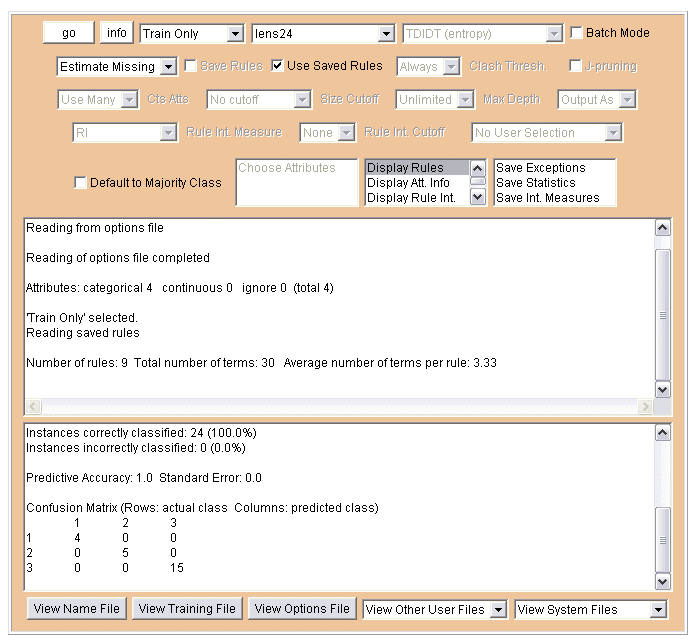 go info Train Only lens24 TDIDT (entropy) Batch Mode
Estimate Missing Save Rules Use Saved Rules Always Clash Thresh. J-pruning
Use Many Cts Atts No cutoff Size Cutoff Unlimited Max Depth Output As
RI Rule Int. Measure None Rule Int. Cutoff No User Selection
Default to Majority Class
Choose Attributes
Display Rules
Display Att. Info
Display Rule Int.
Save Exceptions
Save Statistics
Save Int. Measures
Reading from options file
Reading of options file completed
Attributes: categorical 4 continuous 0 ignore 0 (total 4)
'Train Only' selected.
Reading saved rules
Number of rules: 9 Total number of terms: 30 Average number of terms per rule: 3.33
Instances correctly classified: 24 (100.0%)
Instances incorrectly classified: 0 (0.0%)
Predictive Accuracy: 1.0 Standard Error: 0.0
Confusion Matrix (Rows: actual class Columns: predicted class)
1 2 3
1 4 0 0
2 0 5 0
3 0 0 15
View Name File View Training File View Options File View Other User Files View System Files